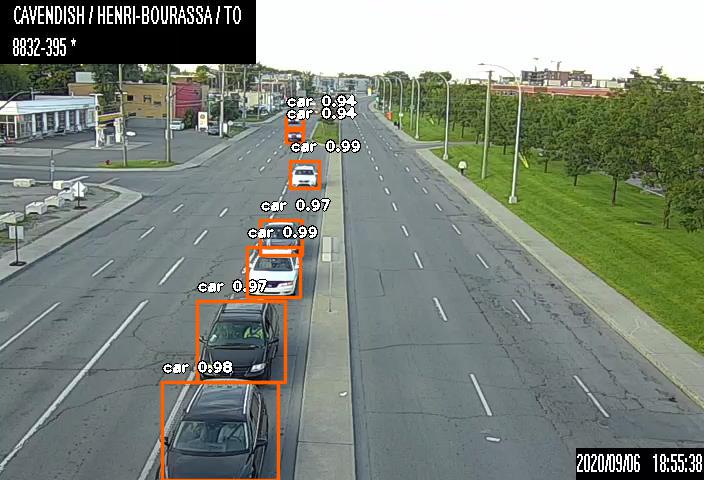 CAVENDISH / HENRI-BOURASSA / TO
8832-395 *
car 0.94
car 0.94
car 0.99
car 0.97
car 0.99
car 0.97
car 0.98
2020/09/06 18:55:38